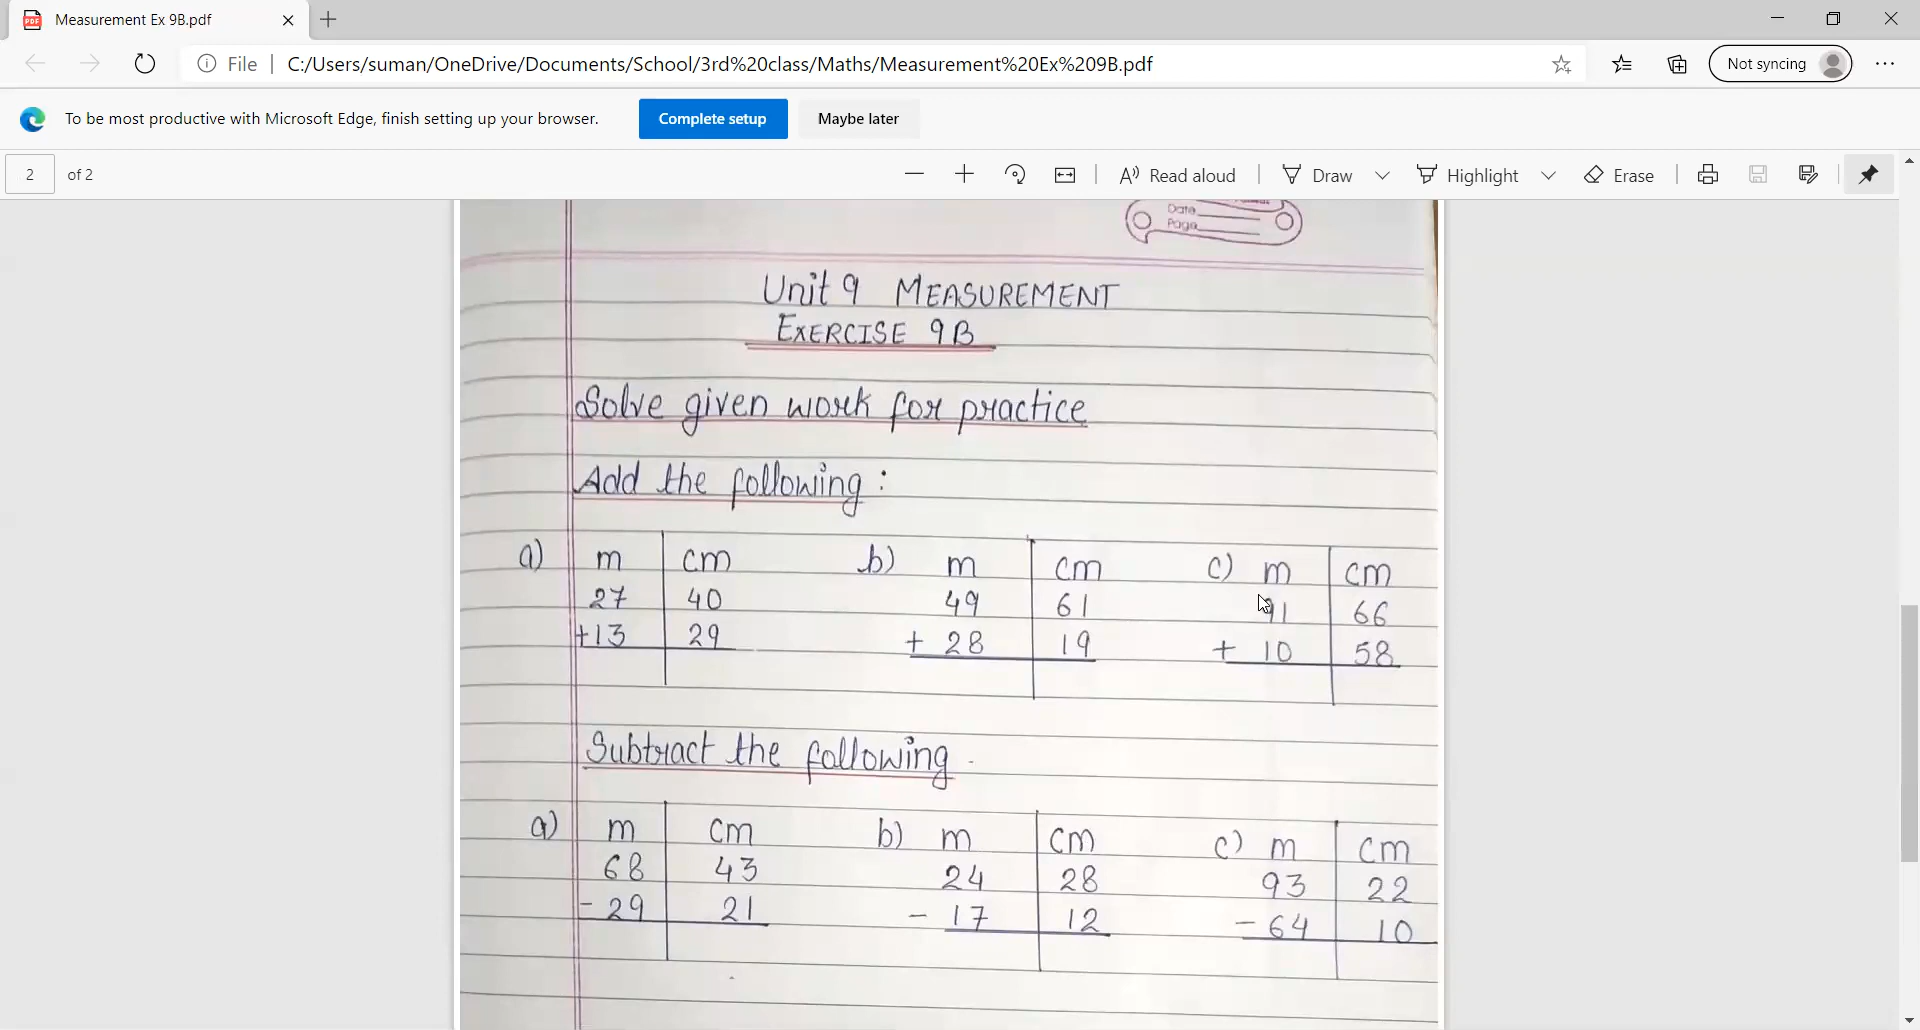 Measurement Ex 9B.pdf
File | C:/Users/suman/OneDrive/Documents/School/3rd%20class/Maths/Measurement%20Ex%209B.pdf
Not syncing
To be most productive with Microsoft Edge, finish setting up your browser.
Complete setup
Maybe later
2 of 2
Read aloud
Draw
Highlight
Erase
Date
Page
Unit 9 MEASUREMENT
EXERCISE 9B
Solve given work for practice
Add the following :
a) m cm b) m cm c) m cm
27 40 49 61 91 66
+13 29 + 28 19 + 10 58
Subtract the following .
a) m cm b) m cm c) m cm
68 43 24 28 93 22
- 29 21 - 17 12 - 64 10